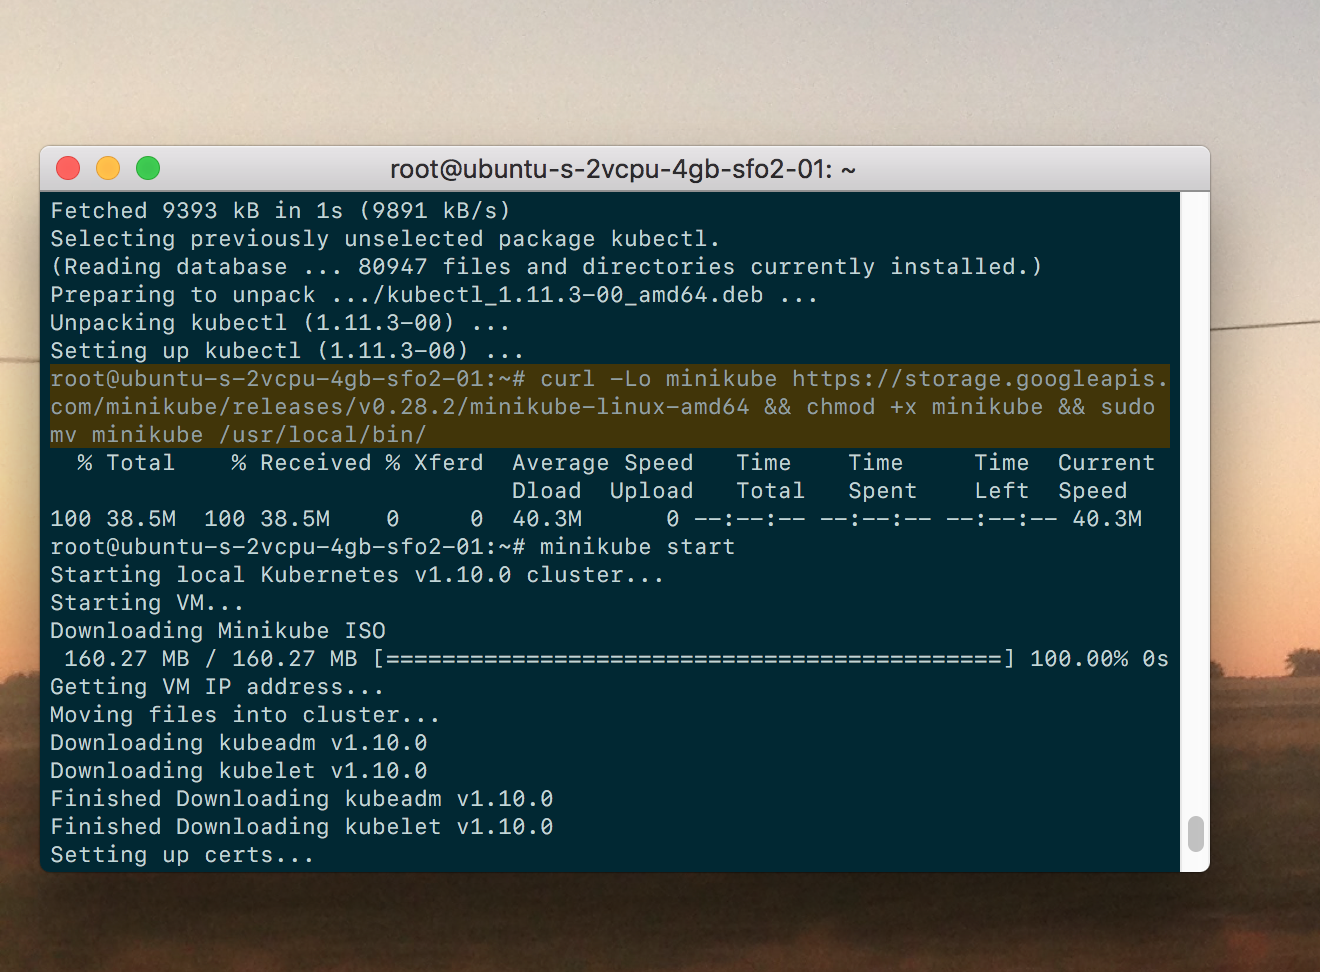 root@ubuntu-s-2vcpu-4gb-sfo2-01: ~
Fetched 9393 kB in 1s (9891 kB/s)
Selecting previously unselected package kubectl.
(Reading database ... 80947 files and directories currently installed.)
Preparing to unpack .../kubectl_1.11.3-00_amd64.deb ...
Unpacking kubectl (1.11.3-00) ...
Setting up kubectl (1.11.3-00) ...
root@ubuntu-s-2vcpu-4gb-sfo2-01:~# curl -Lo minikube https://storage.googleapis.
com/minikube/releases/v0.28.2/minikube-linux-amd64 && chmod +x minikube && sudo
mv minikube /usr/local/bin/
  % Total    % Received % Xferd  Average Speed   Time    Time     Time  Current
                                 Dload  Upload   Total   Spent    Left  Speed
100 38.5M  100 38.5M    0     0  40.3M      0 --:--:-- --:--:-- --:--:-- 40.3M
root@ubuntu-s-2vcpu-4gb-sfo2-01:~# minikube start
Starting local Kubernetes v1.10.0 cluster...
Starting VM...
Downloading Minikube ISO
 160.27 MB / 160.27 MB [============================================] 100.00% 0s
Getting VM IP address...
Moving files into cluster...
Downloading kubeadm v1.10.0
Downloading kubelet v1.10.0
Finished Downloading kubeadm v1.10.0
Finished Downloading kubelet v1.10.0
Setting up certs...